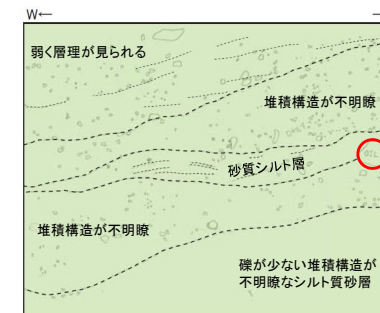 W←
弱く層理が見られる
堆積構造が不明瞭
砂質シルト層
堆積構造が不明瞭
礫が少ない堆積構造が
不明瞭なシルト質砂層